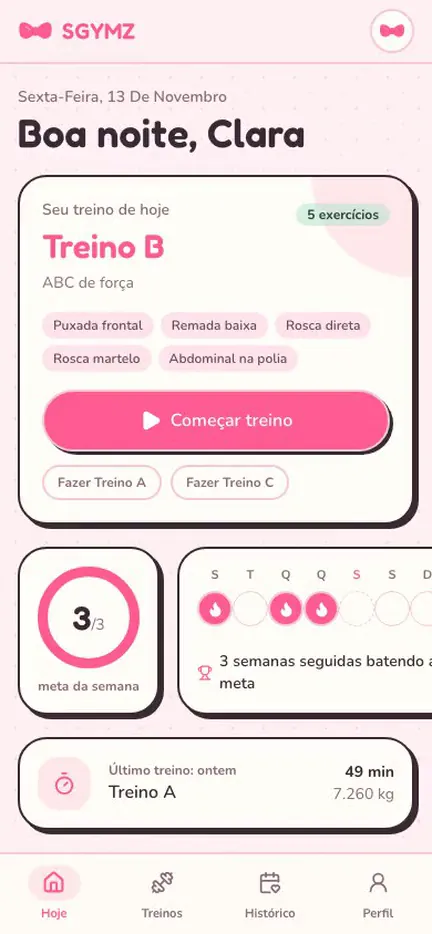 SGYMZ
Sexta-Feira, 13 De Novembro
Boa noite, Clara
Seu treino de hoje
5 exercícios
Treino B
ABC de força
Puxada frontal
Remada baixa
Rosca direta
Rosca martelo
Abdominal na polia
Começar treino
Fazer Treino A
Fazer Treino C
3/3
meta da semana
S T Q Q S S D
3 semanas seguidas batendo a
meta
Último treino: ontem
Treino A
49 min
7.260 kg
Hoje
Treinos
Histórico
Perfil